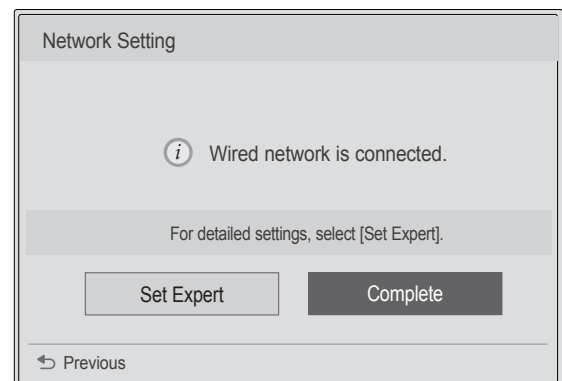 Network Setting
i Wired network is connected.
For detailed settings, select [Set Expert].
Set Expert
Complete
Previous